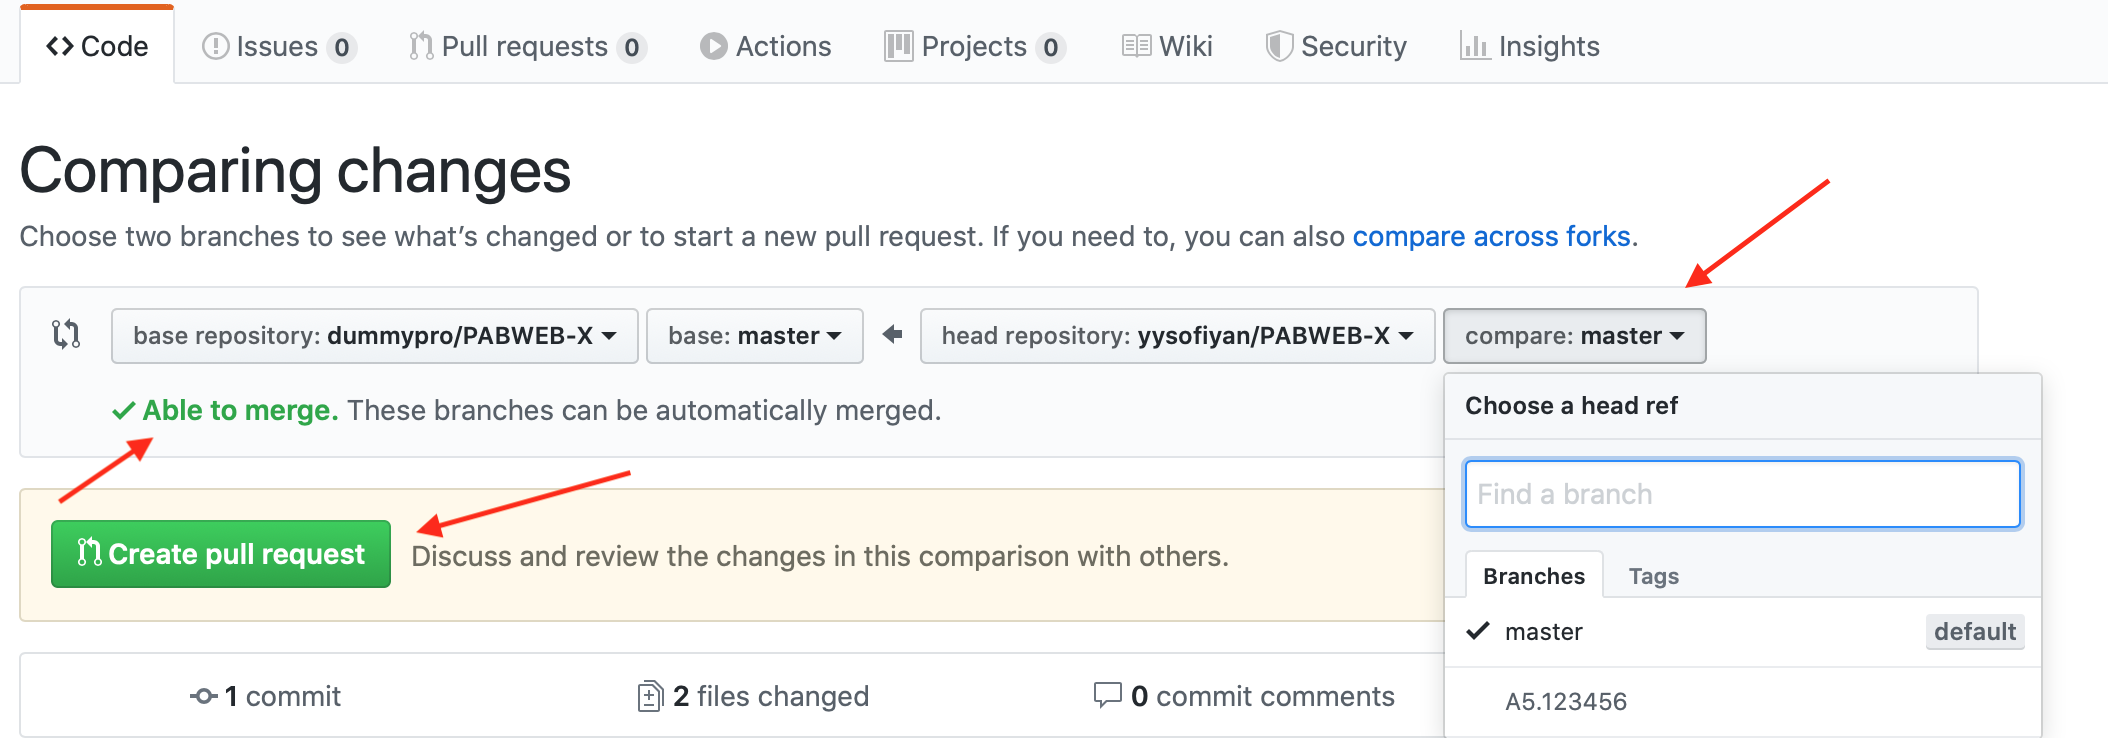 Code Issues 0 Pull requests 0 Actions Projects 0 Wiki Security Insights
Comparing changes
Choose two branches to see what's changed or to start a new pull request. If you need to, you can also compare across forks.
base repository: dummypro/PABWEB-X base: master head repository: yysofiyan/PABWEB-X compare: master
Able to merge. These branches can be automatically merged.
Choose a head ref
Find a branch
Create pull request Discuss and review the changes in this comparison with others.
Branches Tags
master default
1 commit 2 files changed 0 commit comments
A5.123456